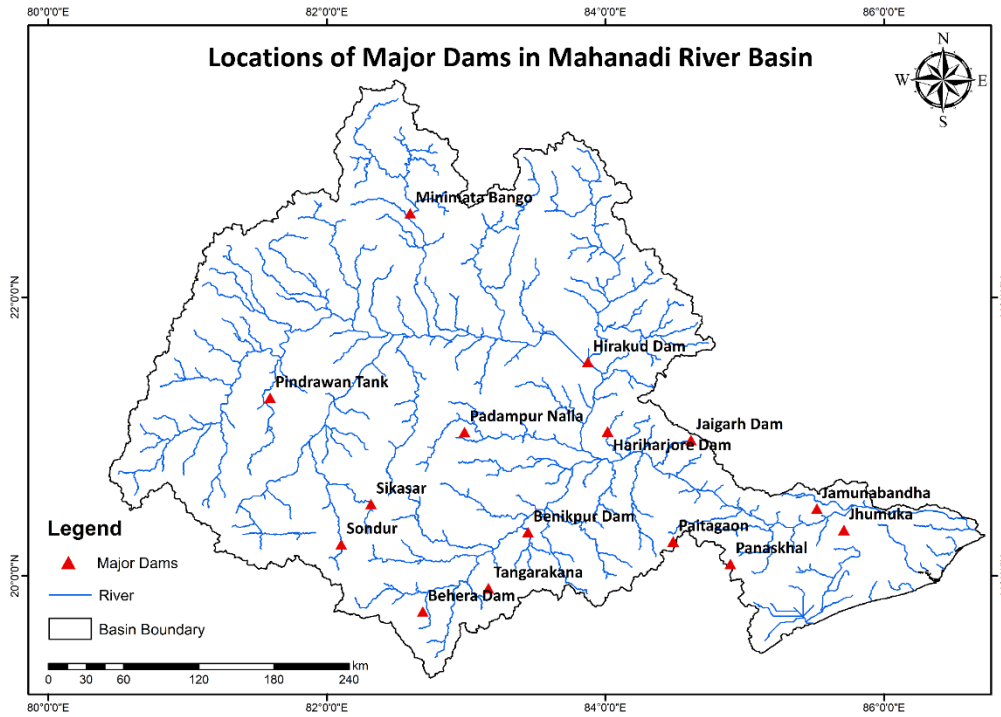 80°0'0"E 82°0'0"E 84°0'0"E 86°0'0"E
Locations of Major Dams in Mahanadi River Basin
N
W E
S
Minimata Bango
22°0'0"N
Hirakud Dam
Pindrawan Tank
Padampur Nalla
Jaigarh Dam
Hariharjore Dam
Sikasar
Jamunabandha
Legend
Sondur
Benikpur Dam
Paltagaon
Jhumuka
Major Dams
Panaskhal
20°0'0"N
Tangarakana
River
Behera Dam
Basin Boundary
km
0 30 60 120 180 240
80°0'0"E 82°0'0"E 84°0'0"E 86°0'0"E